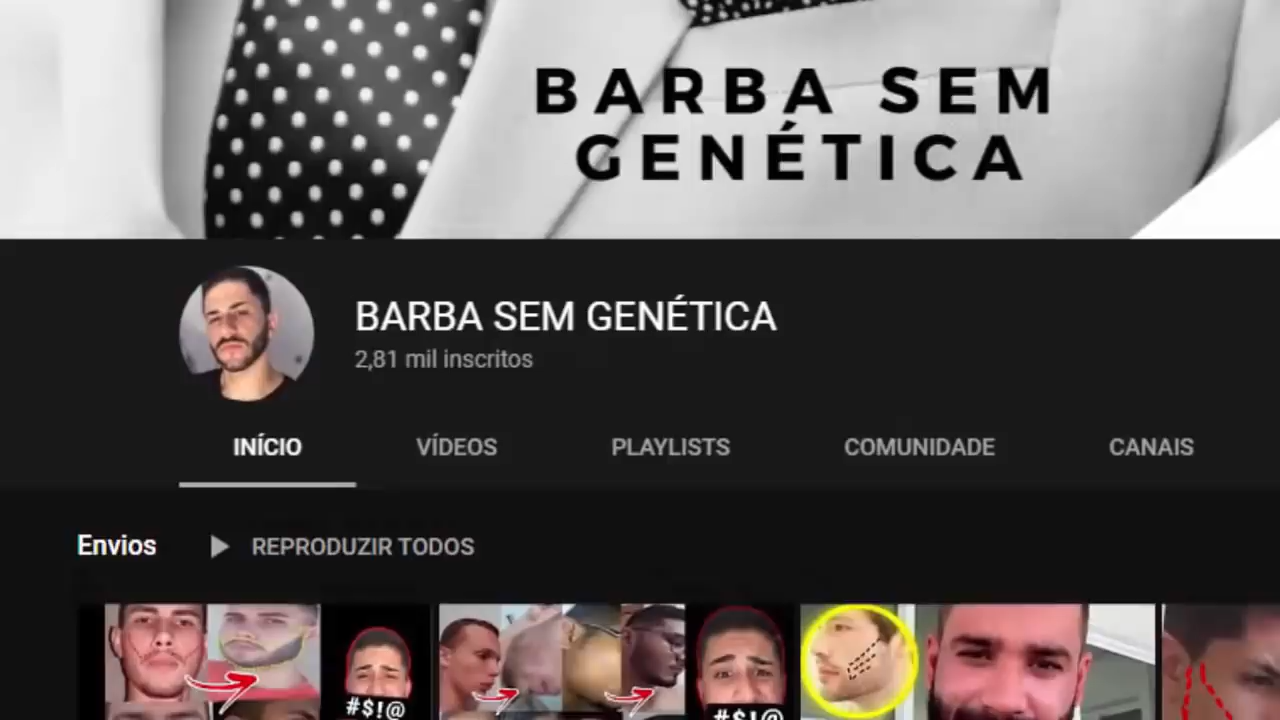 BARBA SEM
GENÉTICA
BARBA SEM GENÉTICA
2,81 mil inscritos
INÍCIO VÍDEOS PLAYLISTS COMUNIDADE CANAIS
Envios REPRODUZIR TODOS
#$!@ #$!@